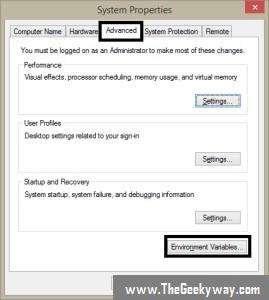 System Properties
Computer Name Hardware Advanced System Protection Remote
You must be logged on as an Administrator to make most of these changes.
Performance
Visual effects, processor scheduling, memory usage, and virtual memory
Settings...
User Profiles
Desktop settings related to your sign-in
Settings...
Startup and Recovery
System startup, system failure, and debugging information
Settings...
Environment Variables...
www.TheGeekyway.com